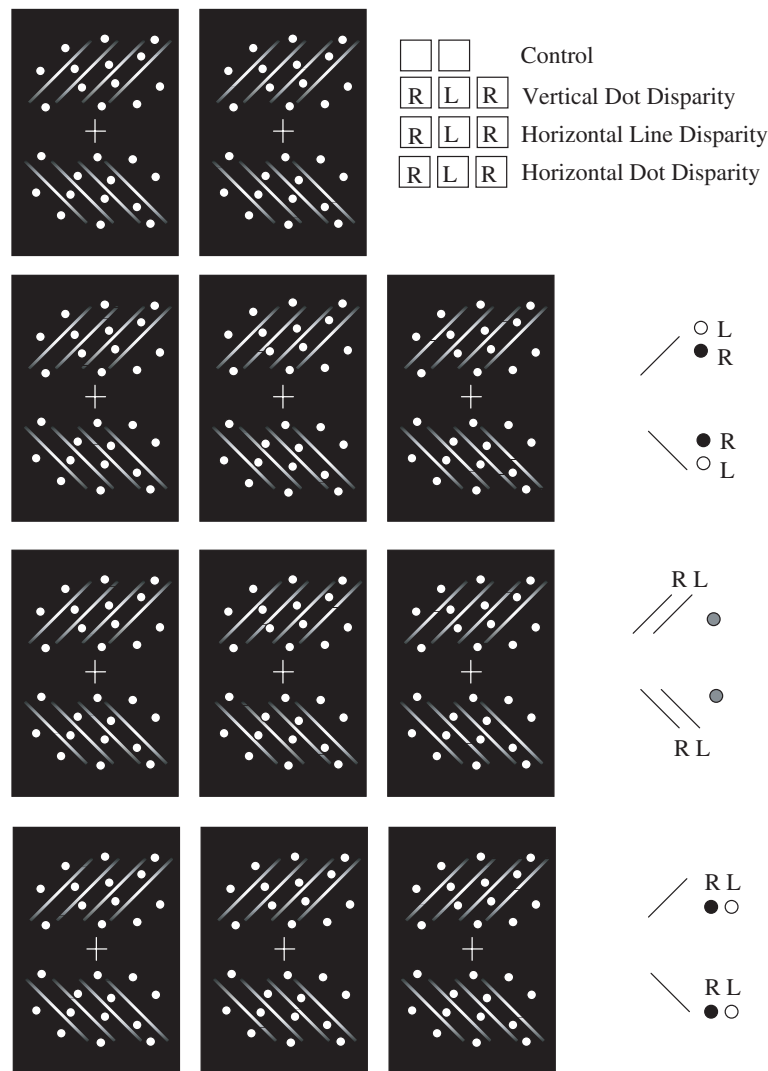 Control
R L R Vertical Dot Disparity
R L R Horizontal Line Disparity
R L R Horizontal Dot Disparity
L
R
R
L
R L
R L
R L
R L